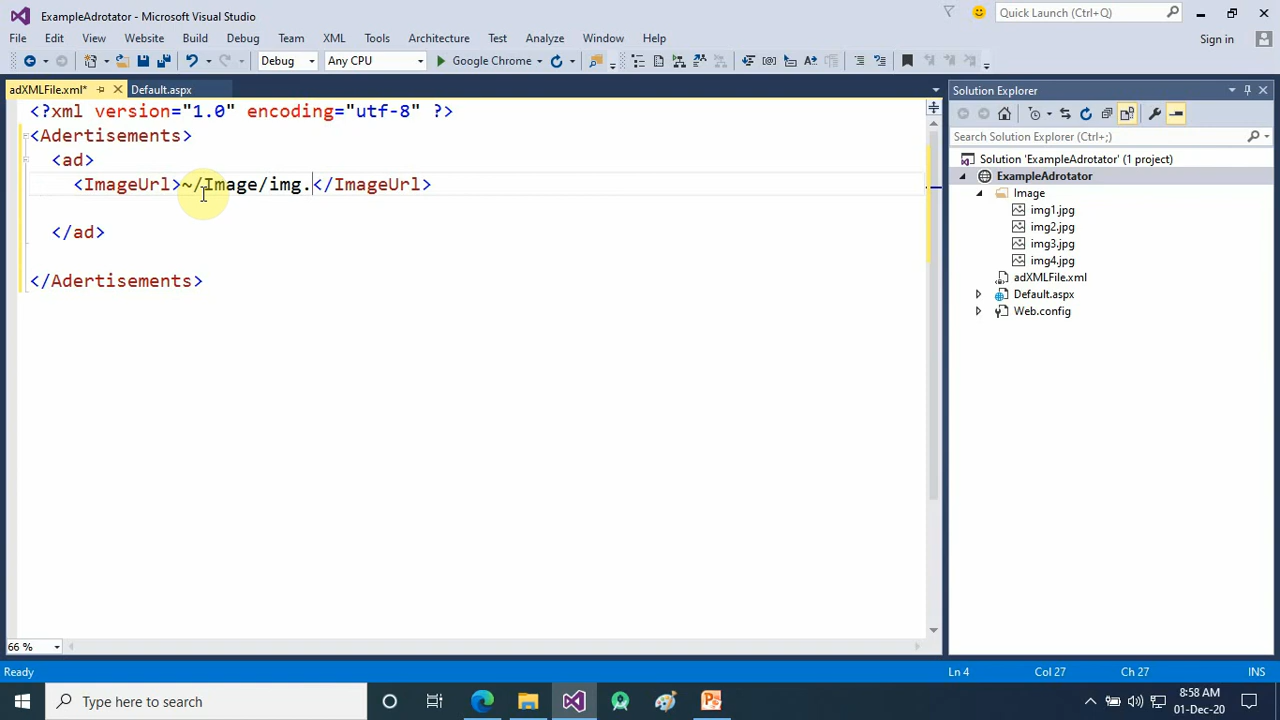 ExampleAdrotator - Microsoft Visual Studio
Quick Launch (Ctrl+Q)
File Edit View Website Build Debug Team XML Tools Architecture Test Analyze Window Help
Sign in
Debug Any CPU Google Chrome
adXMLFile.xml* Default.aspx
<?xml version="1.0" encoding="utf-8" ?>
<Adertisements>
<ad>
<ImageUrl>~/Image/img.</ImageUrl>
</ad>
</Adertisements>
66 %
Solution Explorer
Search Solution Explorer (Ctrl+;)
Solution 'ExampleAdrotator' (1 project)
ExampleAdrotator
Image
img1.jpg
img2.jpg
img3.jpg
img4.jpg
adXMLFile.xml
Default.aspx
Web.config
Ready Ln 4 Col 27 Ch 27 INS
Type here to search
8:58 AM
01-Dec-20